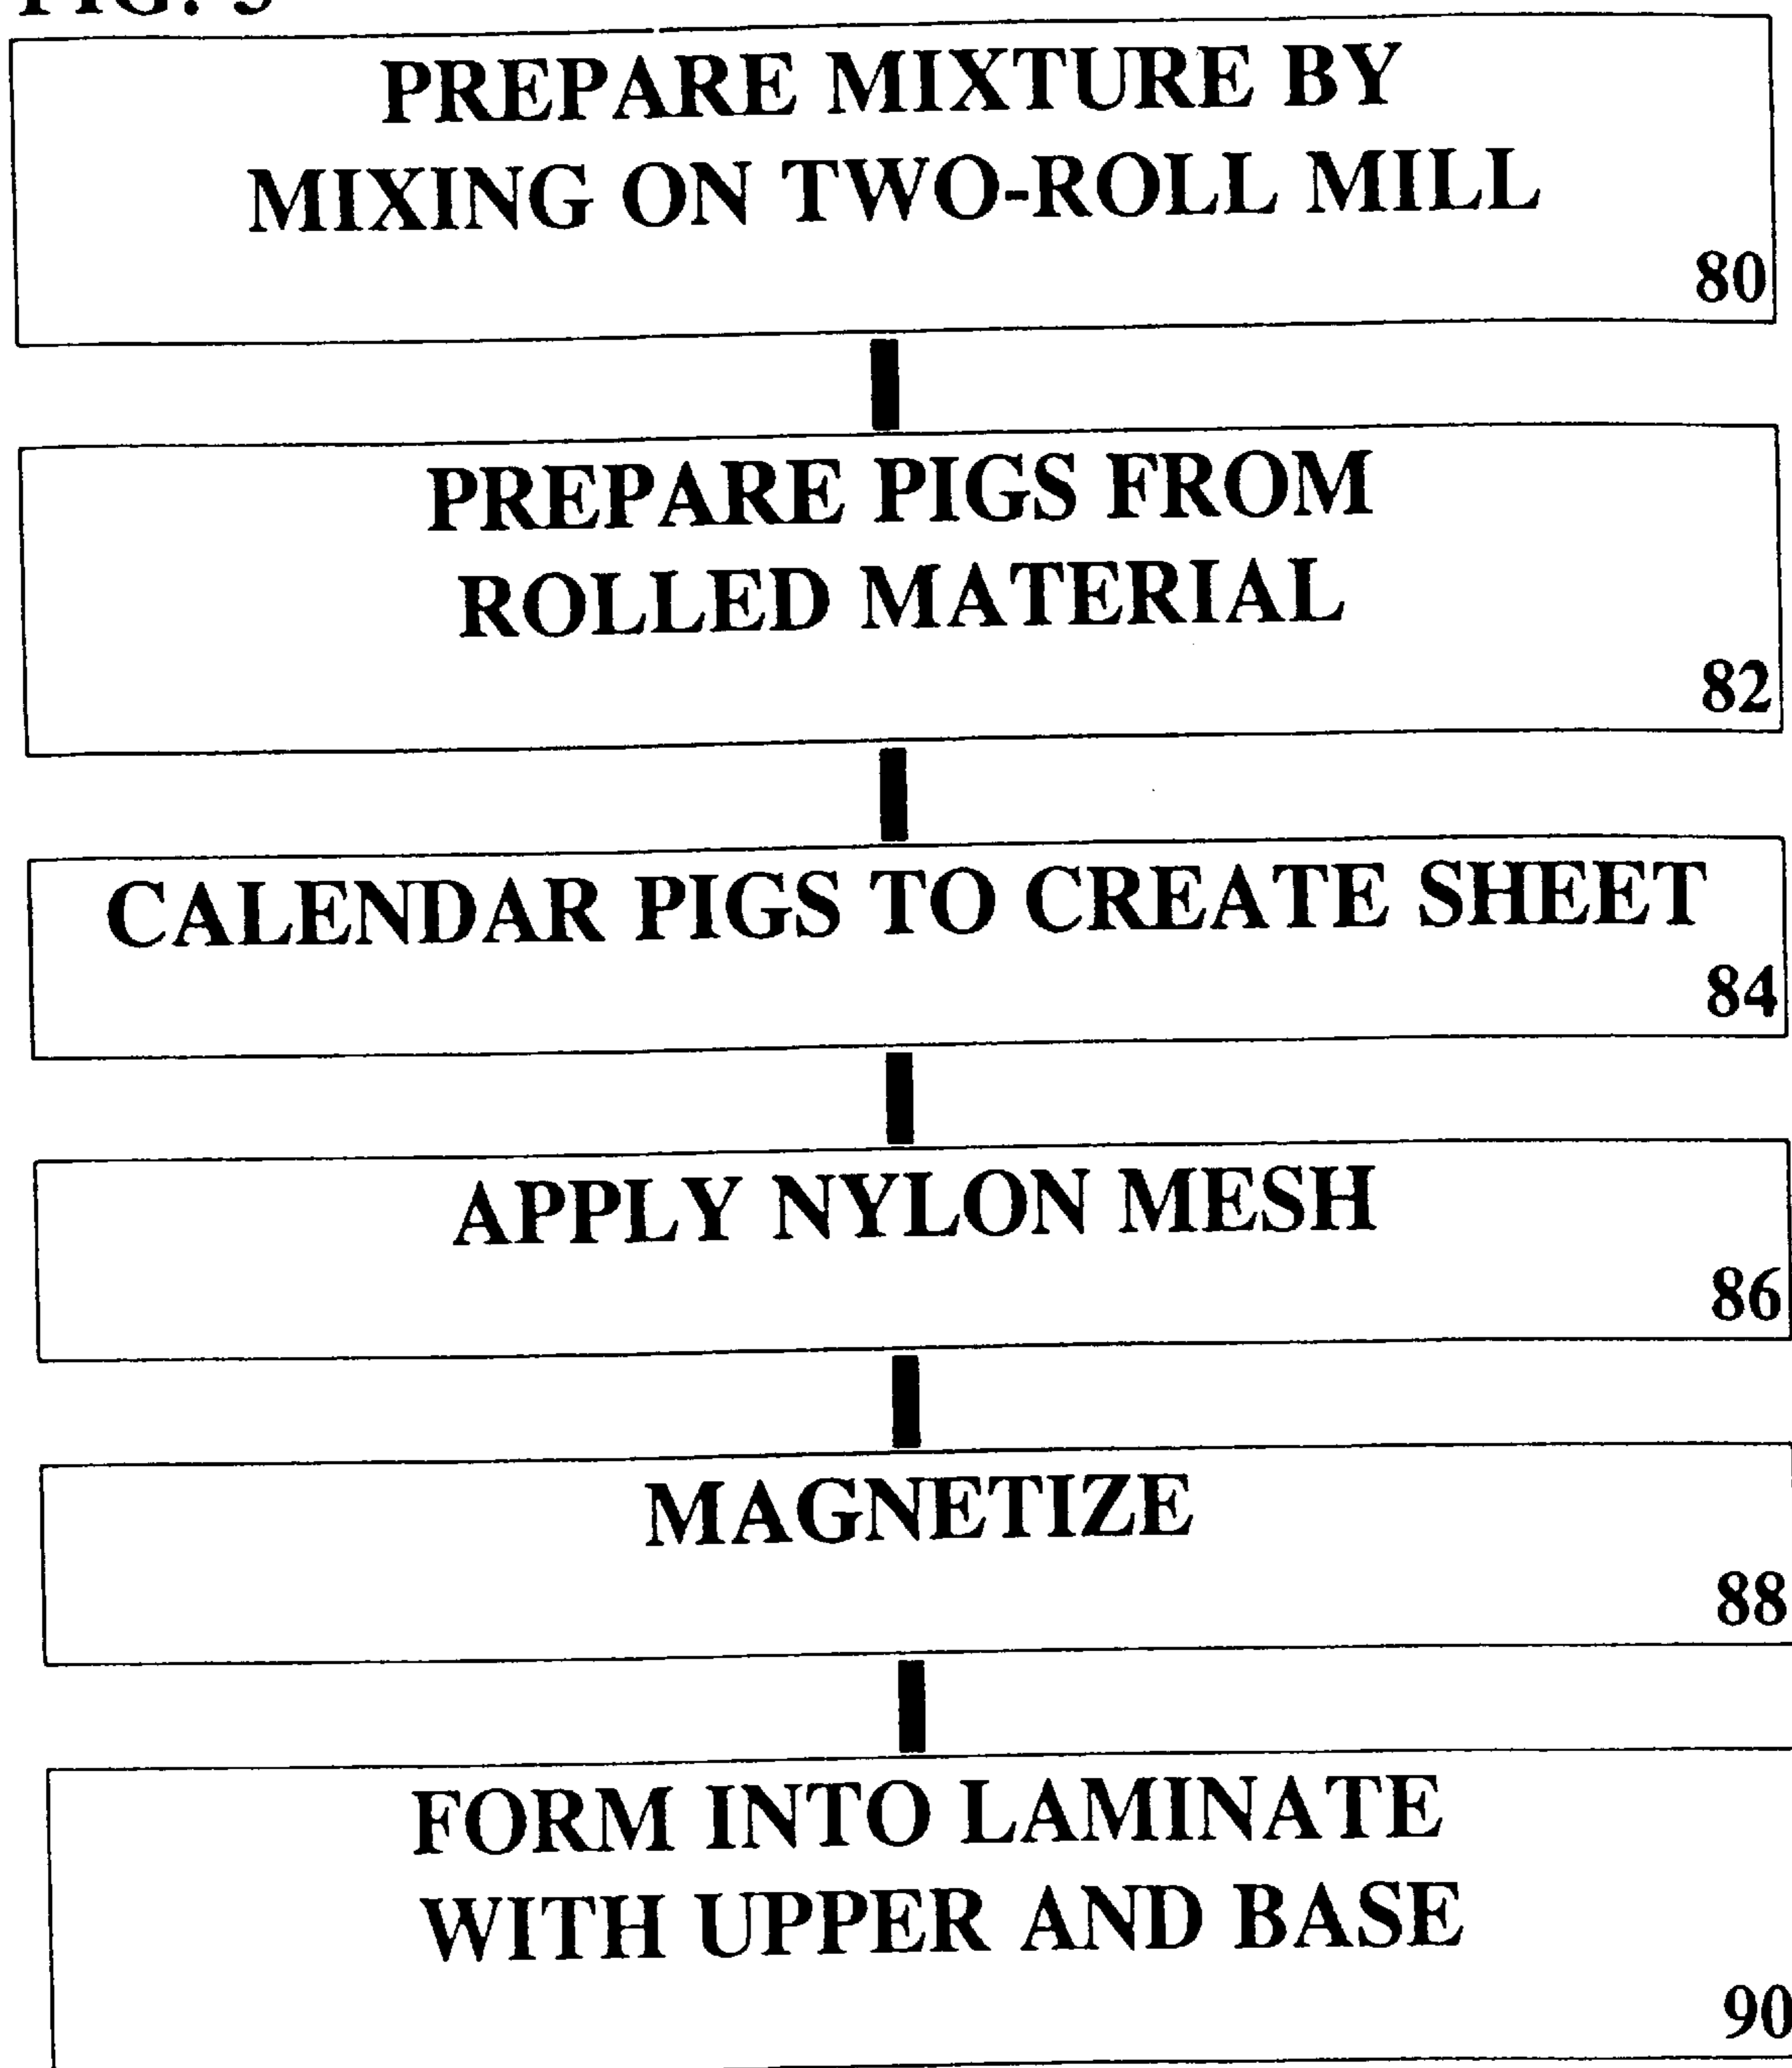 FIG.
PREPARE MIXTURE BY
MIXING ON TWO-ROLL MILL
80
PREPARE PIGS FROM
ROLLED MATERIAL
82
CALENDAR PIGS TO CREATE SHEET
84
APPLY NYLON MESH
86
MAGNETIZE
88
FORM INTO LAMINATE
WITH UPPER AND BASE
90